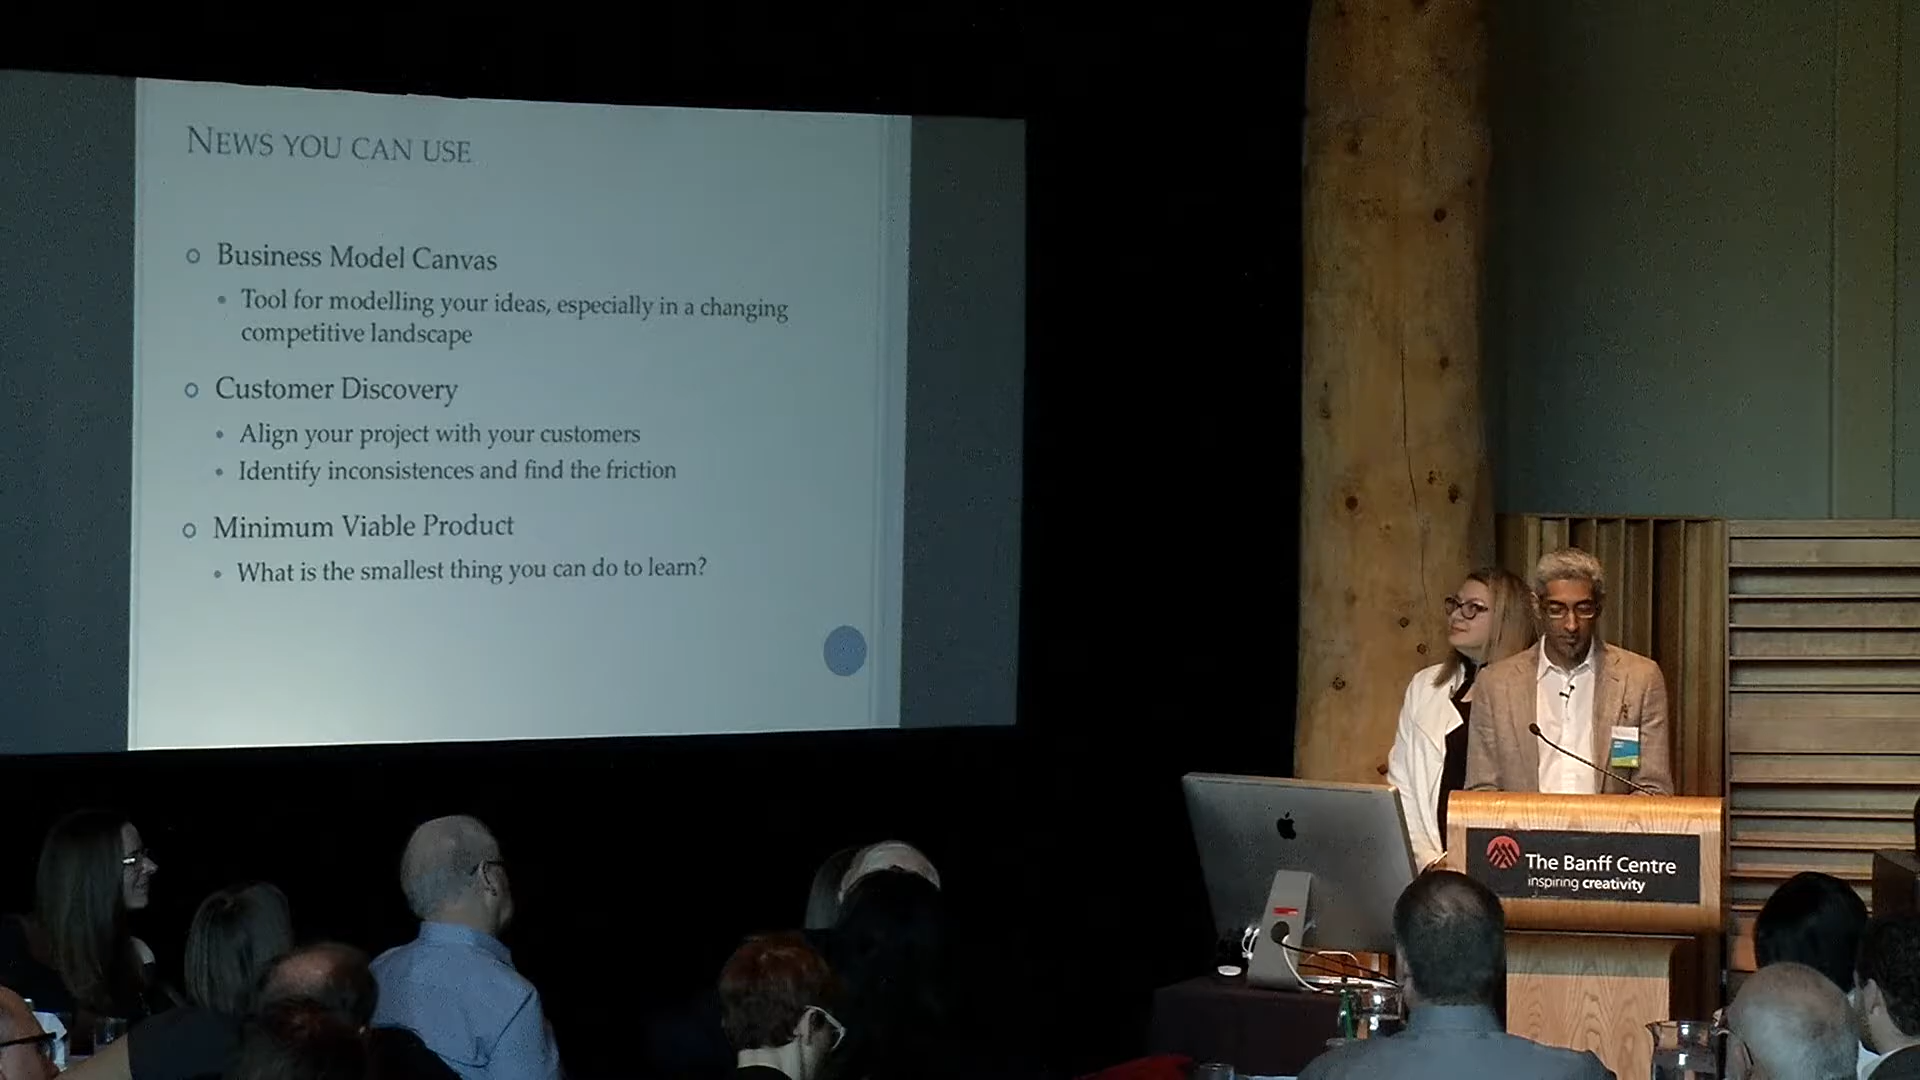 NEWS YOU CAN USE
Business Model Canvas
Tool for modelling your ideas, especially in a changing
competitive landscape
Customer Discovery
Align your project with your customers
Identify inconsistences and find the friction
Minimum Viable Product
What is the smallest thing you can do to learn?
The Banff Centre
inspiring creativity